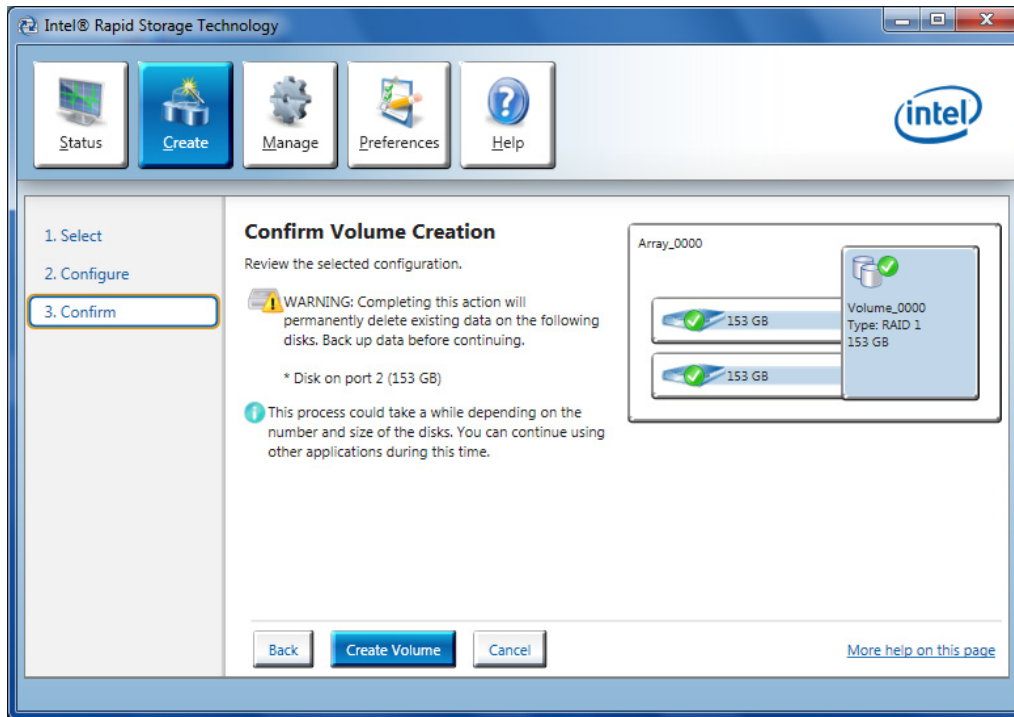 Intel® Rapid Storage Technology
Status
Create
Manage
Preferences
Help
intel
1. Select
2. Configure
3. Confirm
Confirm Volume Creation
Review the selected configuration.
WARNING: Completing this action will
permanently delete existing data on the following
disks. Back up data before continuing.
* Disk on port 2 (153 GB)
This process could take a while depending on the
number and size of the disks. You can continue using
other applications during this time.
Array_0000
153 GB
153 GB
Volume_0000
Type: RAID 1
153 GB
Back
Create Volume
Cancel
More help on this page